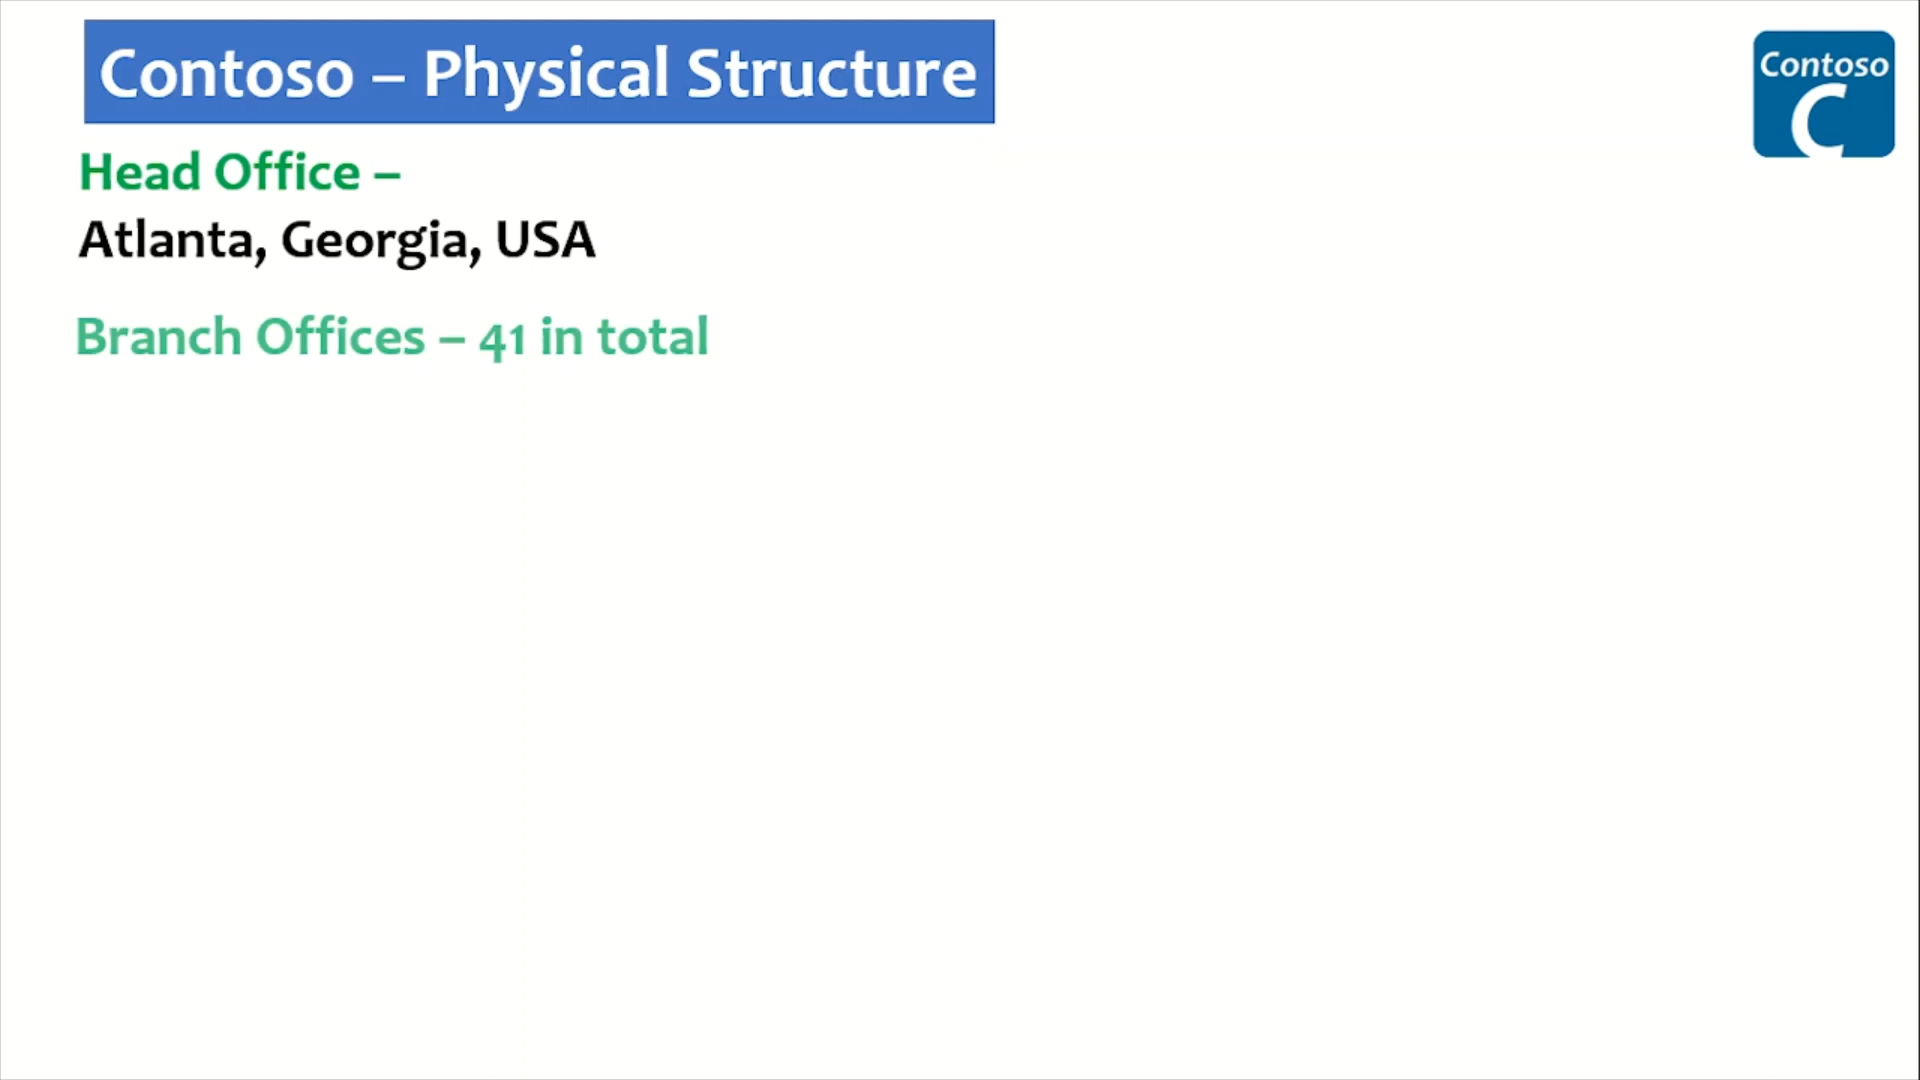 Contoso – Physical Structure
Contoso
C
Head Office –
Atlanta, Georgia, USA
Branch Offices – 41 in total